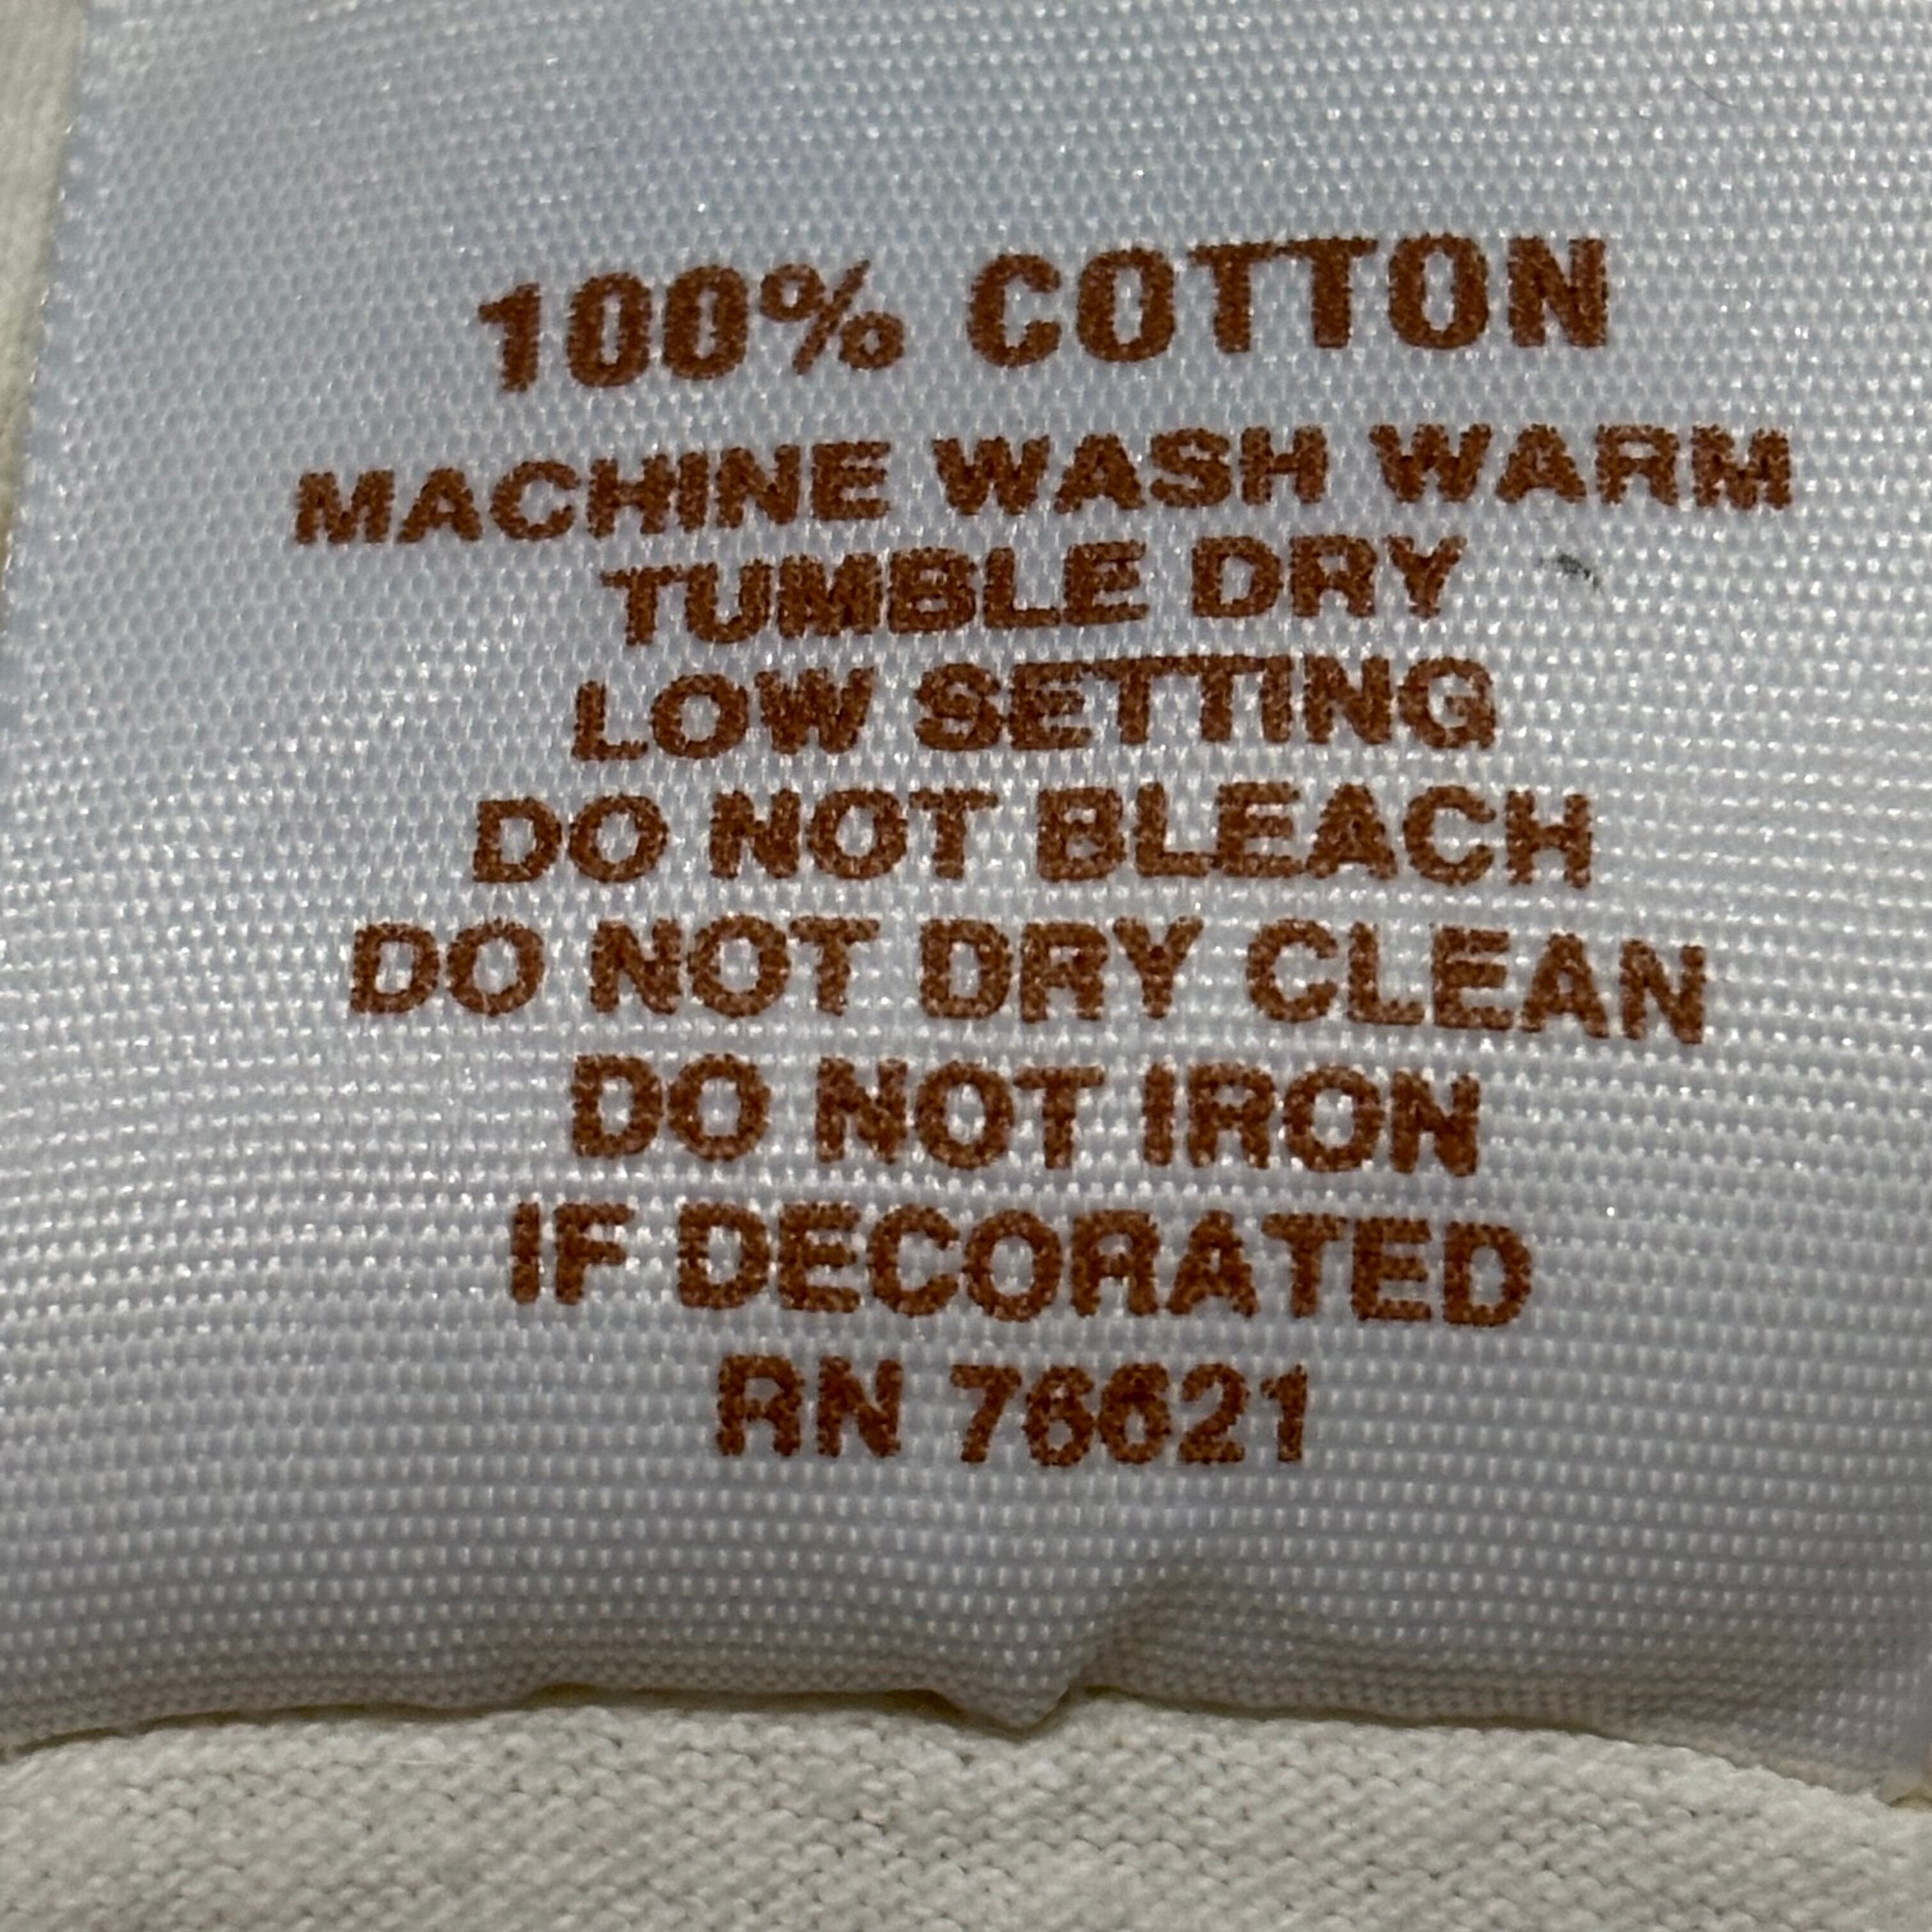 100% COTTON
MACHINE WASH WARM
TUMBLE DRY
LOW SETTING
DO NOT BLEACH
DO NOT DRY CLEAN
DO NOT IRON
IF DECORATED
RN 76621